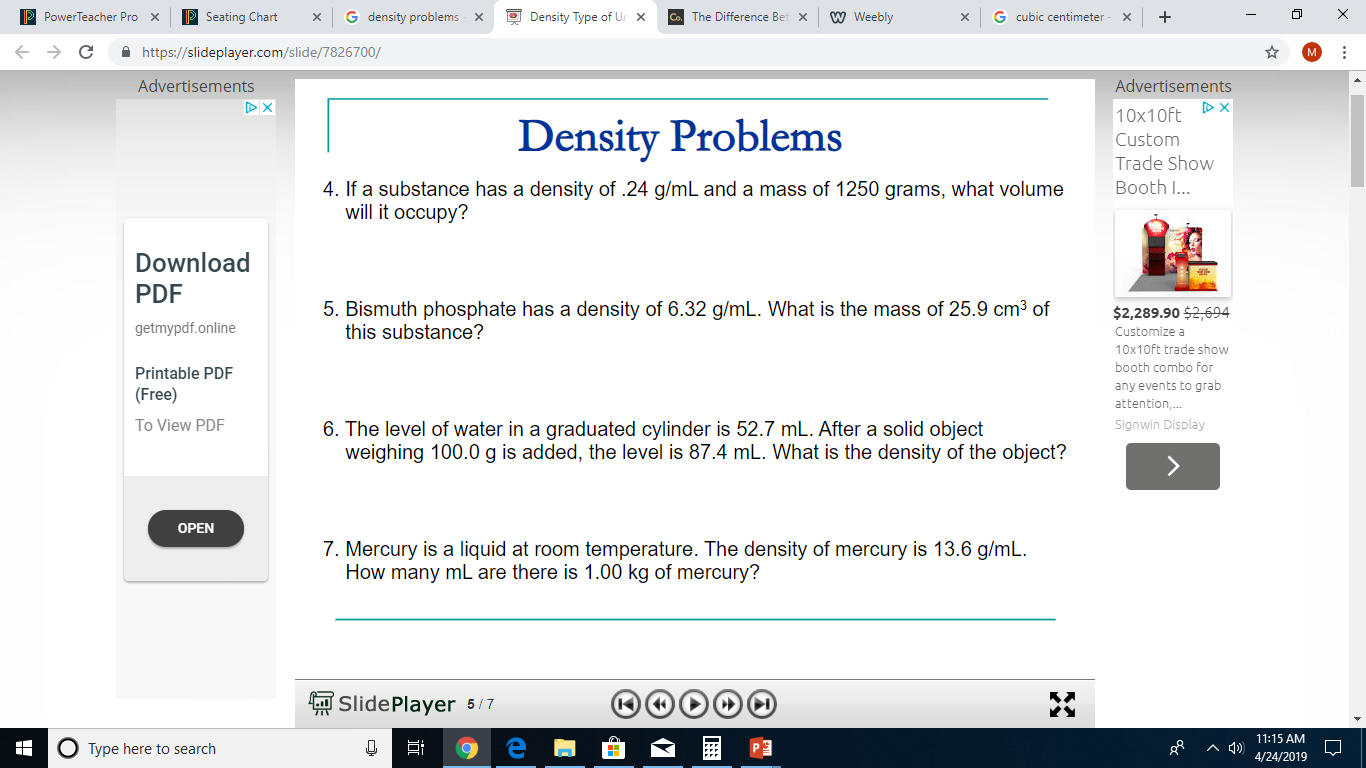 PowerTeacher Pro
Seating Chart
density problems
Density Type of Ur
Co.
The Difference Bet
Weebly
cubic centimeter -
https://slideplayer.com/slide/7826700/
M
Advertisements
Download
PDF
getmypdf.online
Printable PDF
(Free)
To View PDF
OPEN
Density Problems
4. If a substance has a density of .24 g/mL and a mass of 1250 grams, what volume
will it occupy?
5. Bismuth phosphate has a density of 6.32 g/mL. What is the mass of 25.9 cm³ of
this substance?
6. The level of water in a graduated cylinder is 52.7 mL. After a solid object
weighing 100.0 g is added, the level is 87.4 mL. What is the density of the object?
7. Mercury is a liquid at room temperature. The density of mercury is 13.6 g/mL.
How many mL are there is 1.00 kg of mercury?
SlidePlayer 5 / 7
Advertisements
10x10ft
Custom
Trade Show
Booth I...
$2,289.90 $2,694
Customize a
10x10ft trade show
booth combo for
any events to grab
attention,...
Signwin Display
Type here to search
11:15 AM
4/24/2019